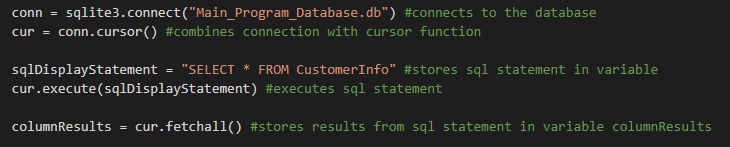 conn = sqlite3.connect("Main_Program_Database.db") #connects to the database
cur = conn.cursor() #combines connection with cursor function
sqlDisplayStatement = "SELECT * FROM CustomerInfo" #stores sql statement in variable
cur.execute(sqlDisplayStatement) #executes sql statement
columnResults = cur.fetchall() #stores results from sql statement in variable columnResults